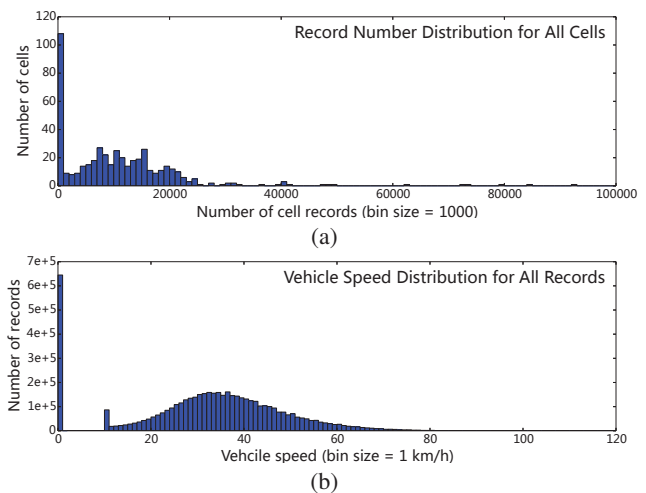 Record Number Distribution for All Cells
Number of cells
120
100
80
60
40
20
0
0 20000 40000 60000 80000 100000
Number of cell records (bin size = 1000)
(a)
Vehicle Speed Distribution for All Records
Number of records
7e+5
6e+5
5e+5
4e+5
3e+5
2e+5
1e+5
0
0 20 40 60 80 100 120
Vehcile speed (bin size = 1 km/h)
(b)